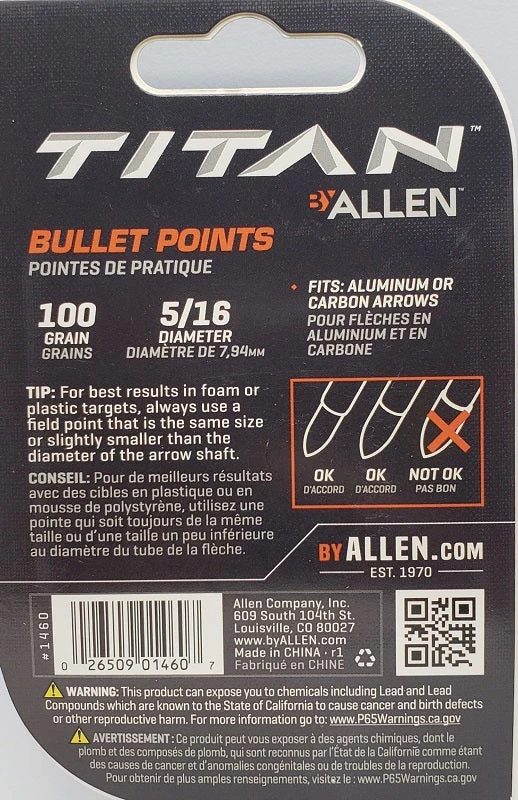 TITAN™
BY ALLEN™
BULLET POINTS
POINTES DE PRATIQUE
100
GRAIN
GRAINS
5/16
DIAMETER
DIAMÈTRE DE 7,94MM
• FITS: ALUMINUM OR
CARBON ARROWS
POUR FLÈCHES EN
ALUMINIUM ET EN
CARBONE
TIP: For best results in foam or
plastic targets, always use a
field point that is the same size
or slightly smaller than the
diameter of the arrow shaft.
CONSEIL: Pour de meilleurs résultats
avec des cibles en plastique ou en
mousse de polystyrène, utilisez une
pointe qui soit toujours de la même
taille ou d'une taille un peu inférieure
au diamètre du tube de la flèche.
OK
D'ACCORD
OK
D'ACCORD
NOT OK
PAS BON
BY ALLEN.COM
EST. 1970
#1460
0 26509 01460 7
Allen Company, Inc.
609 South 104th St.
Louisville, CO 80027
www.byALLEN.com
Made in CHINA · r1
Fabriqué en CHINE
WARNING: This product can expose you to chemicals including Lead and Lead
Compounds which are known to the State of California to cause cancer and birth defects
or other reproductive harm. For more information go to: www.P65Warnings.ca.gov
AVERTISSEMENT: Ce produit peut vous exposer à des agents chimiques, dont le
plomb et des composés de plomb, qui sont reconnus par l'État de la Californie comme étant
des causes de cancer et d'anomalies congénitales ou de troubles de la reproduction.
Pour obtenir de plus amples renseignements, visitez le : www.P65Warnings.ca.gov